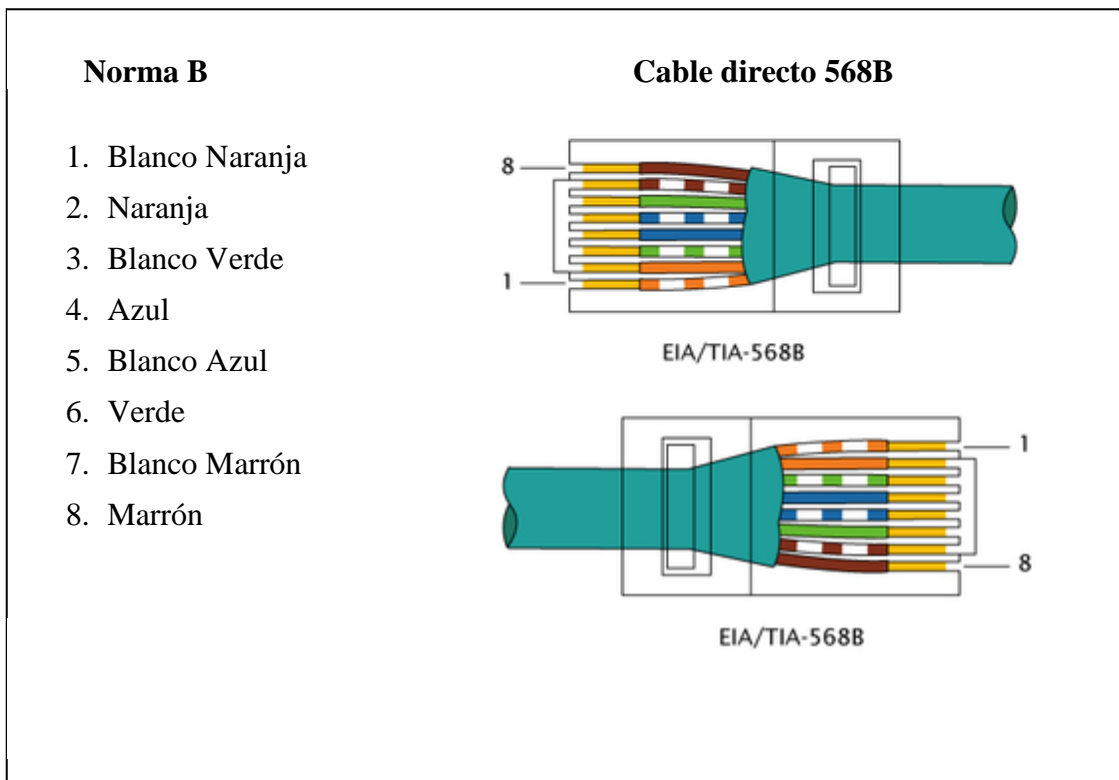 Norma B
Cable directo 568B
1. Blanco Naranja
2. Naranja
3. Blanco Verde
4. Azul
5. Blanco Azul
6. Verde
7. Blanco Marrón
8. Marrón
8
1
EIA/TIA-568B
1
8
EIA/TIA-568B